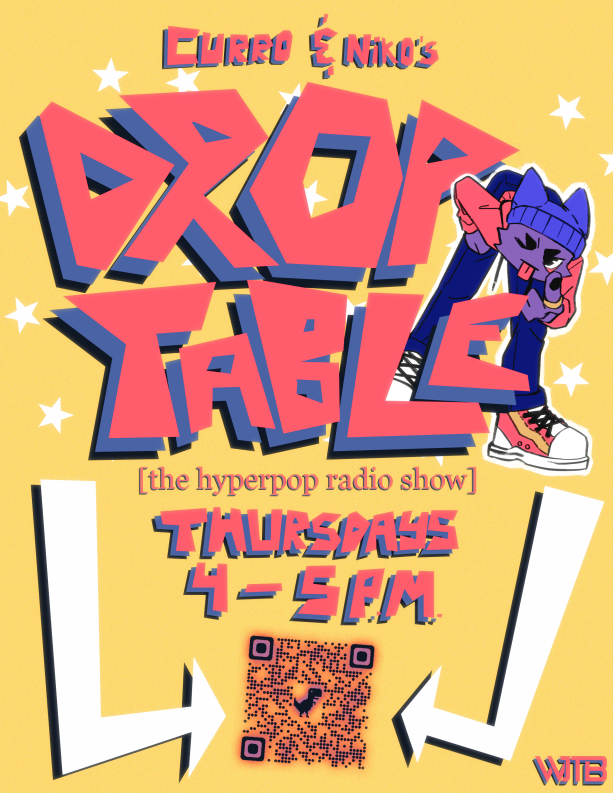 CURRO & NiKO'S
DROP
TABLE
[the hyperpop radio show]
THURSDAYS
4 - 5 P.M.
WJTB